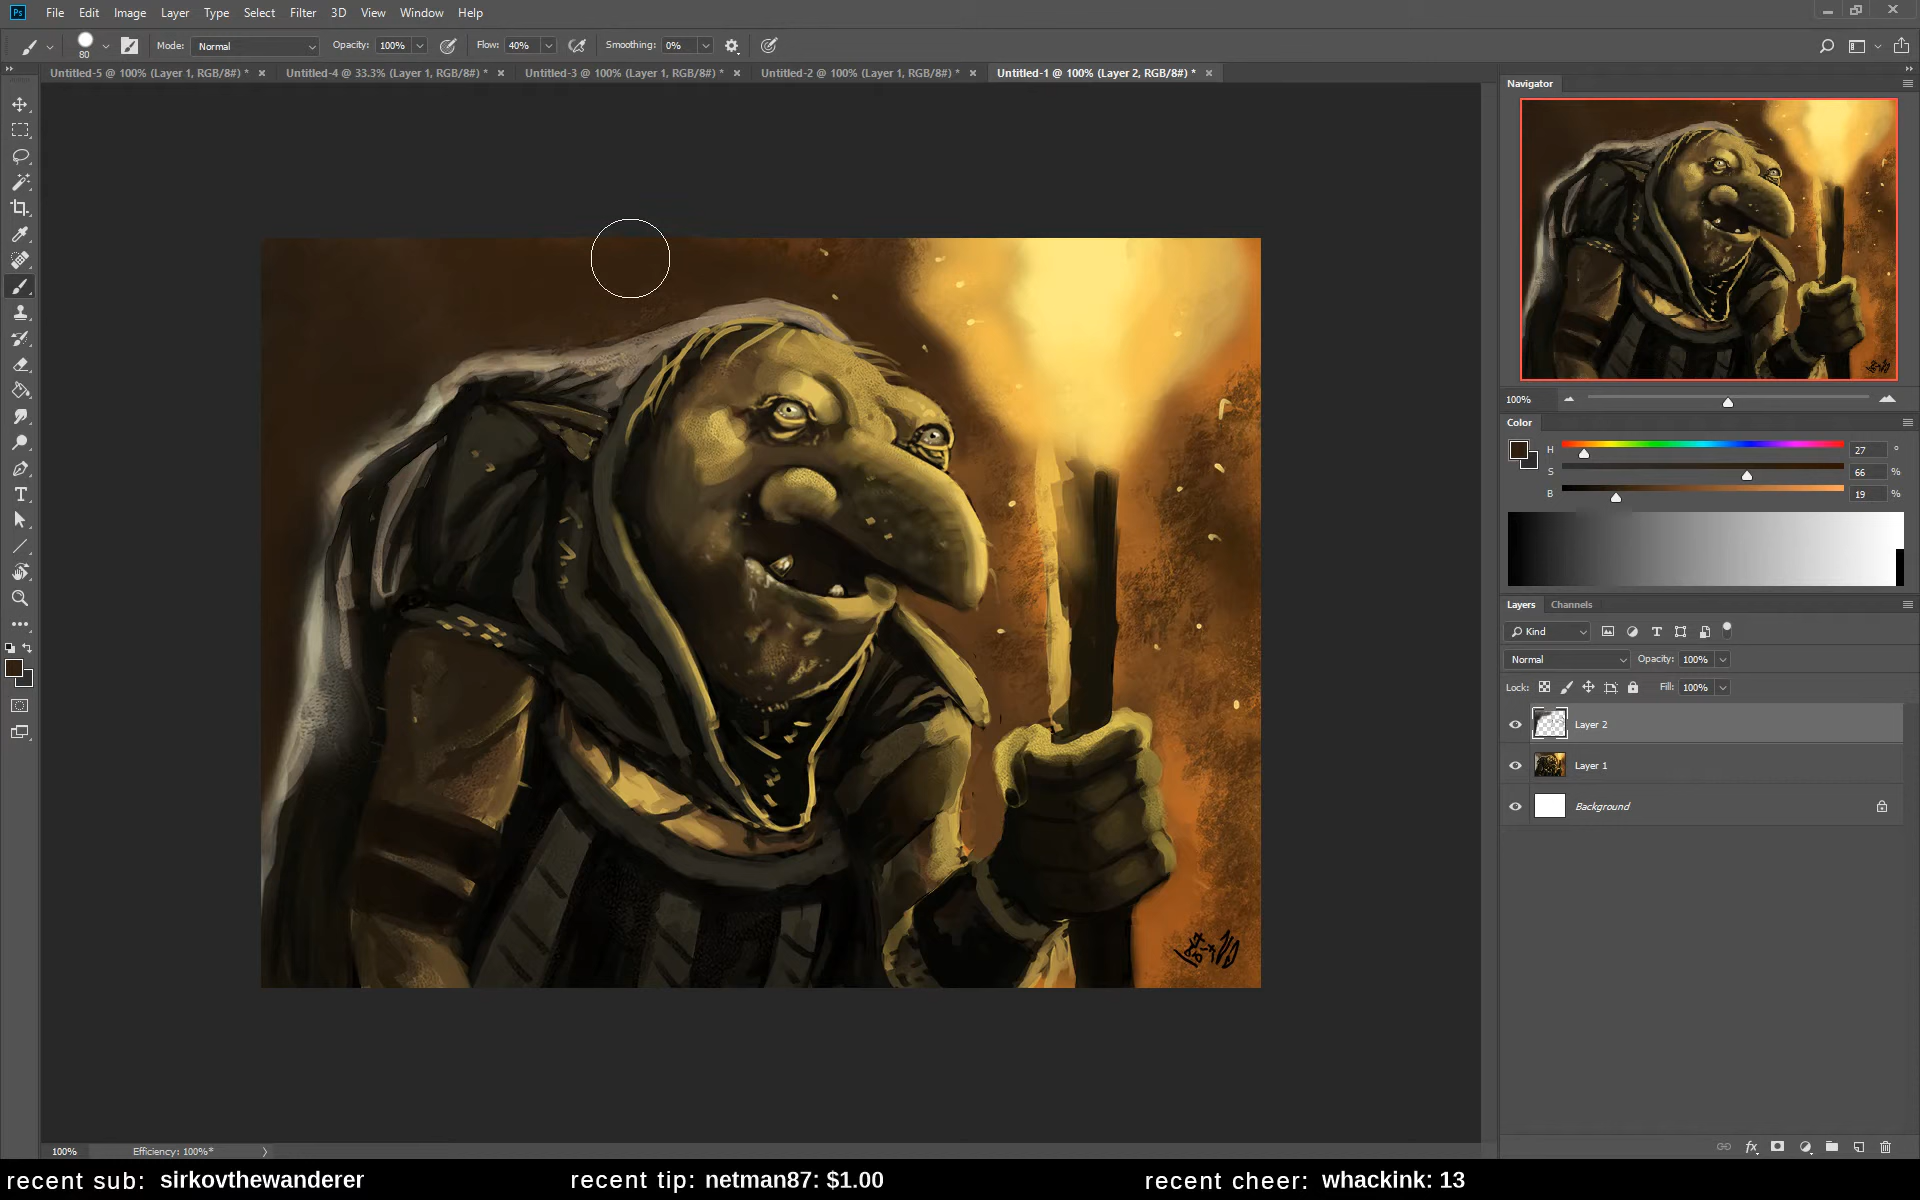 Ps File Edit Image Layer Type Select Filter 3D View Window Help
80 Mode: Normal Opacity: 100% Flow: 40% Smoothing: 0%
Untitled-5 @ 100% (Layer 1, RGB/8#) * Untitled-4 @ 33.3% (Layer 1, RGB/8#) * Untitled-3 @ 100% (Layer 1, RGB/8#) * Untitled-2 @ 100% (Layer 1, RGB/8#) * Untitled-1 @ 100% (Layer 2, RGB/8#) *
Navigator
100%
Color
H 27 °
S 66 %
B 19 %
Layers Channels
Kind
Normal Opacity: 100%
Lock: Fill: 100%
Layer 2
Layer 1
Background
100% Efficiency: 100%*
recent sub: sirkovthewanderer recent tip: netman87: $1.00 recent cheer: whackink: 13